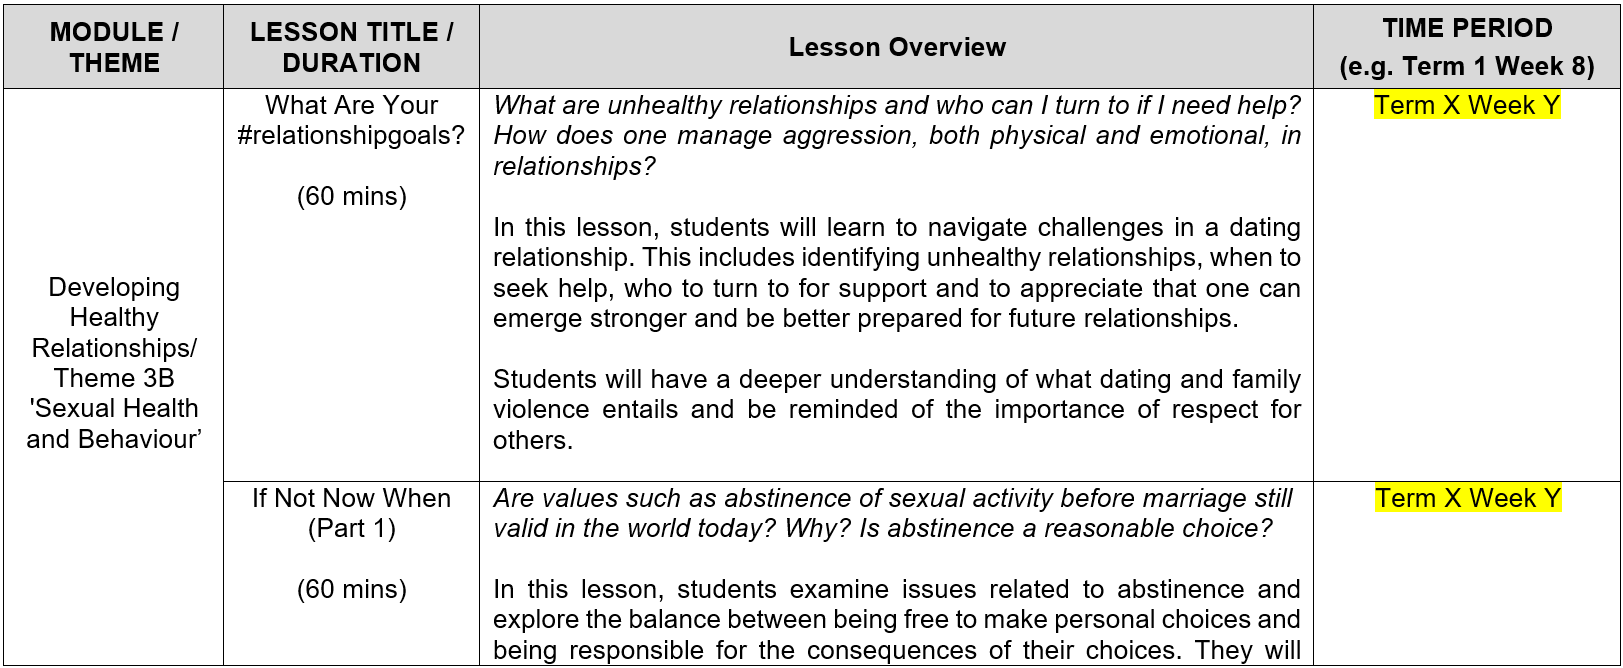 MODULE /
THEME
LESSON TITLE /
DURATION
Lesson Overview
TIME PERIOD
(e.g. Term 1 Week 8)
Developing
Healthy
Relationships/
Theme 3B
'Sexual Health
and Behaviour’
What Are Your
#relationshipgoals?
(60 mins)
What are unhealthy relationships and who can I turn to if I need help?
How does one manage aggression, both physical and emotional, in
relationships?
In this lesson, students will learn to navigate challenges in a dating
relationship. This includes identifying unhealthy relationships, when to
seek help, who to turn to for support and to appreciate that one can
emerge stronger and be better prepared for future relationships.
Students will have a deeper understanding of what dating and family
violence entails and be reminded of the importance of respect for
others.
Term X Week Y
If Not Now When
(Part 1)
(60 mins)
Are values such as abstinence of sexual activity before marriage still
valid in the world today? Why? Is abstinence a reasonable choice?
In this lesson, students examine issues related to abstinence and
explore the balance between being free to make personal choices and
being responsible for the consequences of their choices. They will
Term X Week Y